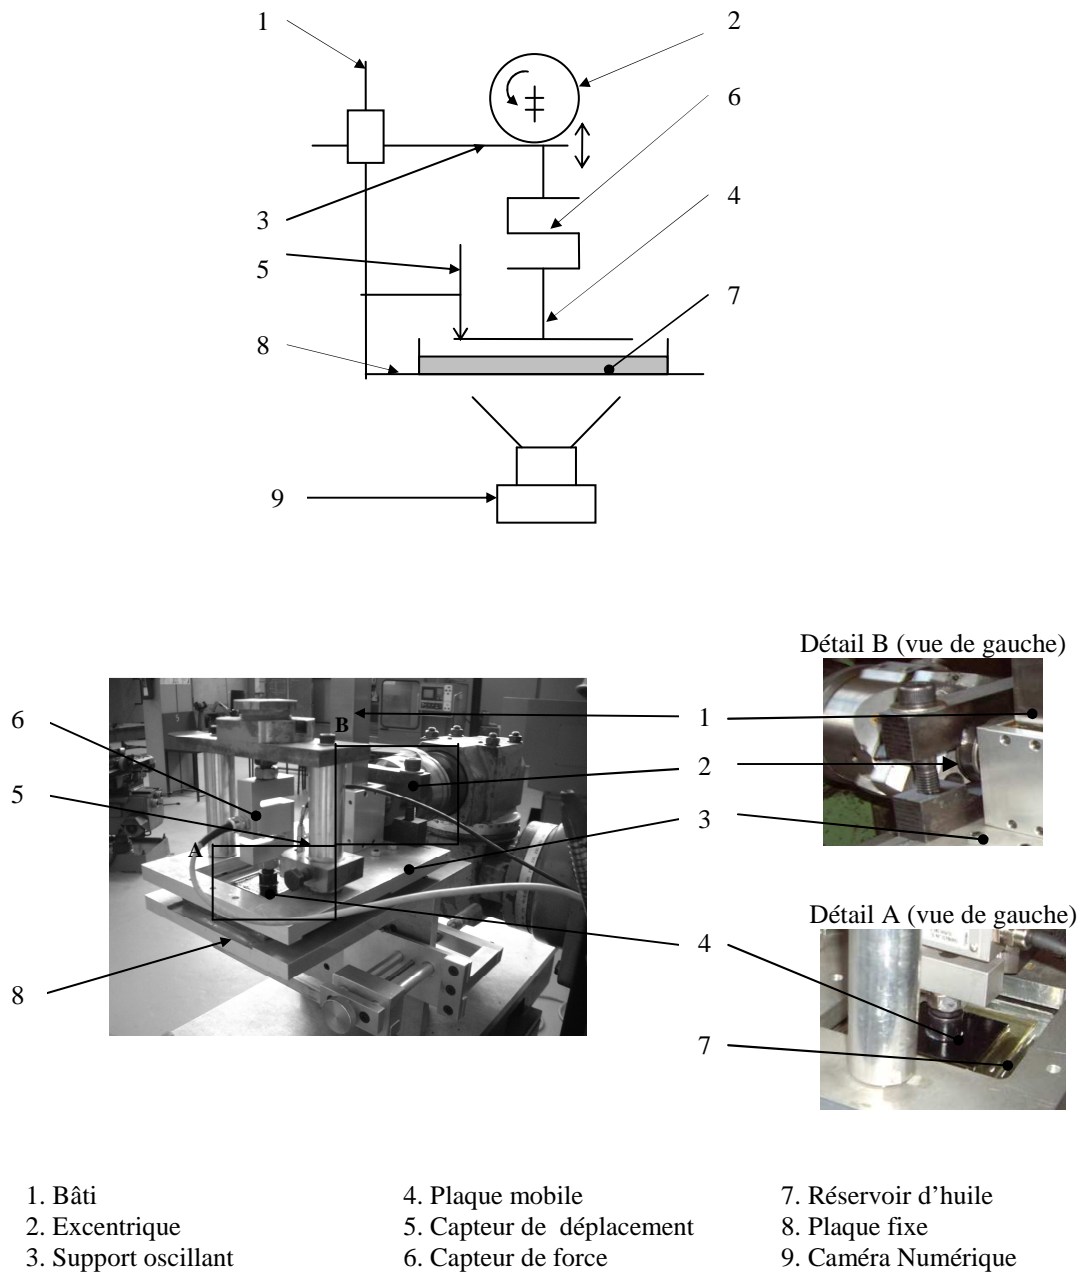 1
2
6
3
4
5
7
8
9
Détail B (vue de gauche)
6
B
1
5
2
3
A
Détail A (vue de gauche)
4
8
7
1. Bâti
4. Plaque mobile
7. Réservoir d’huile
2. Excentrique
5. Capteur de déplacement
8. Plaque fixe
3. Support oscillant
6. Capteur de force
9. Caméra Numérique